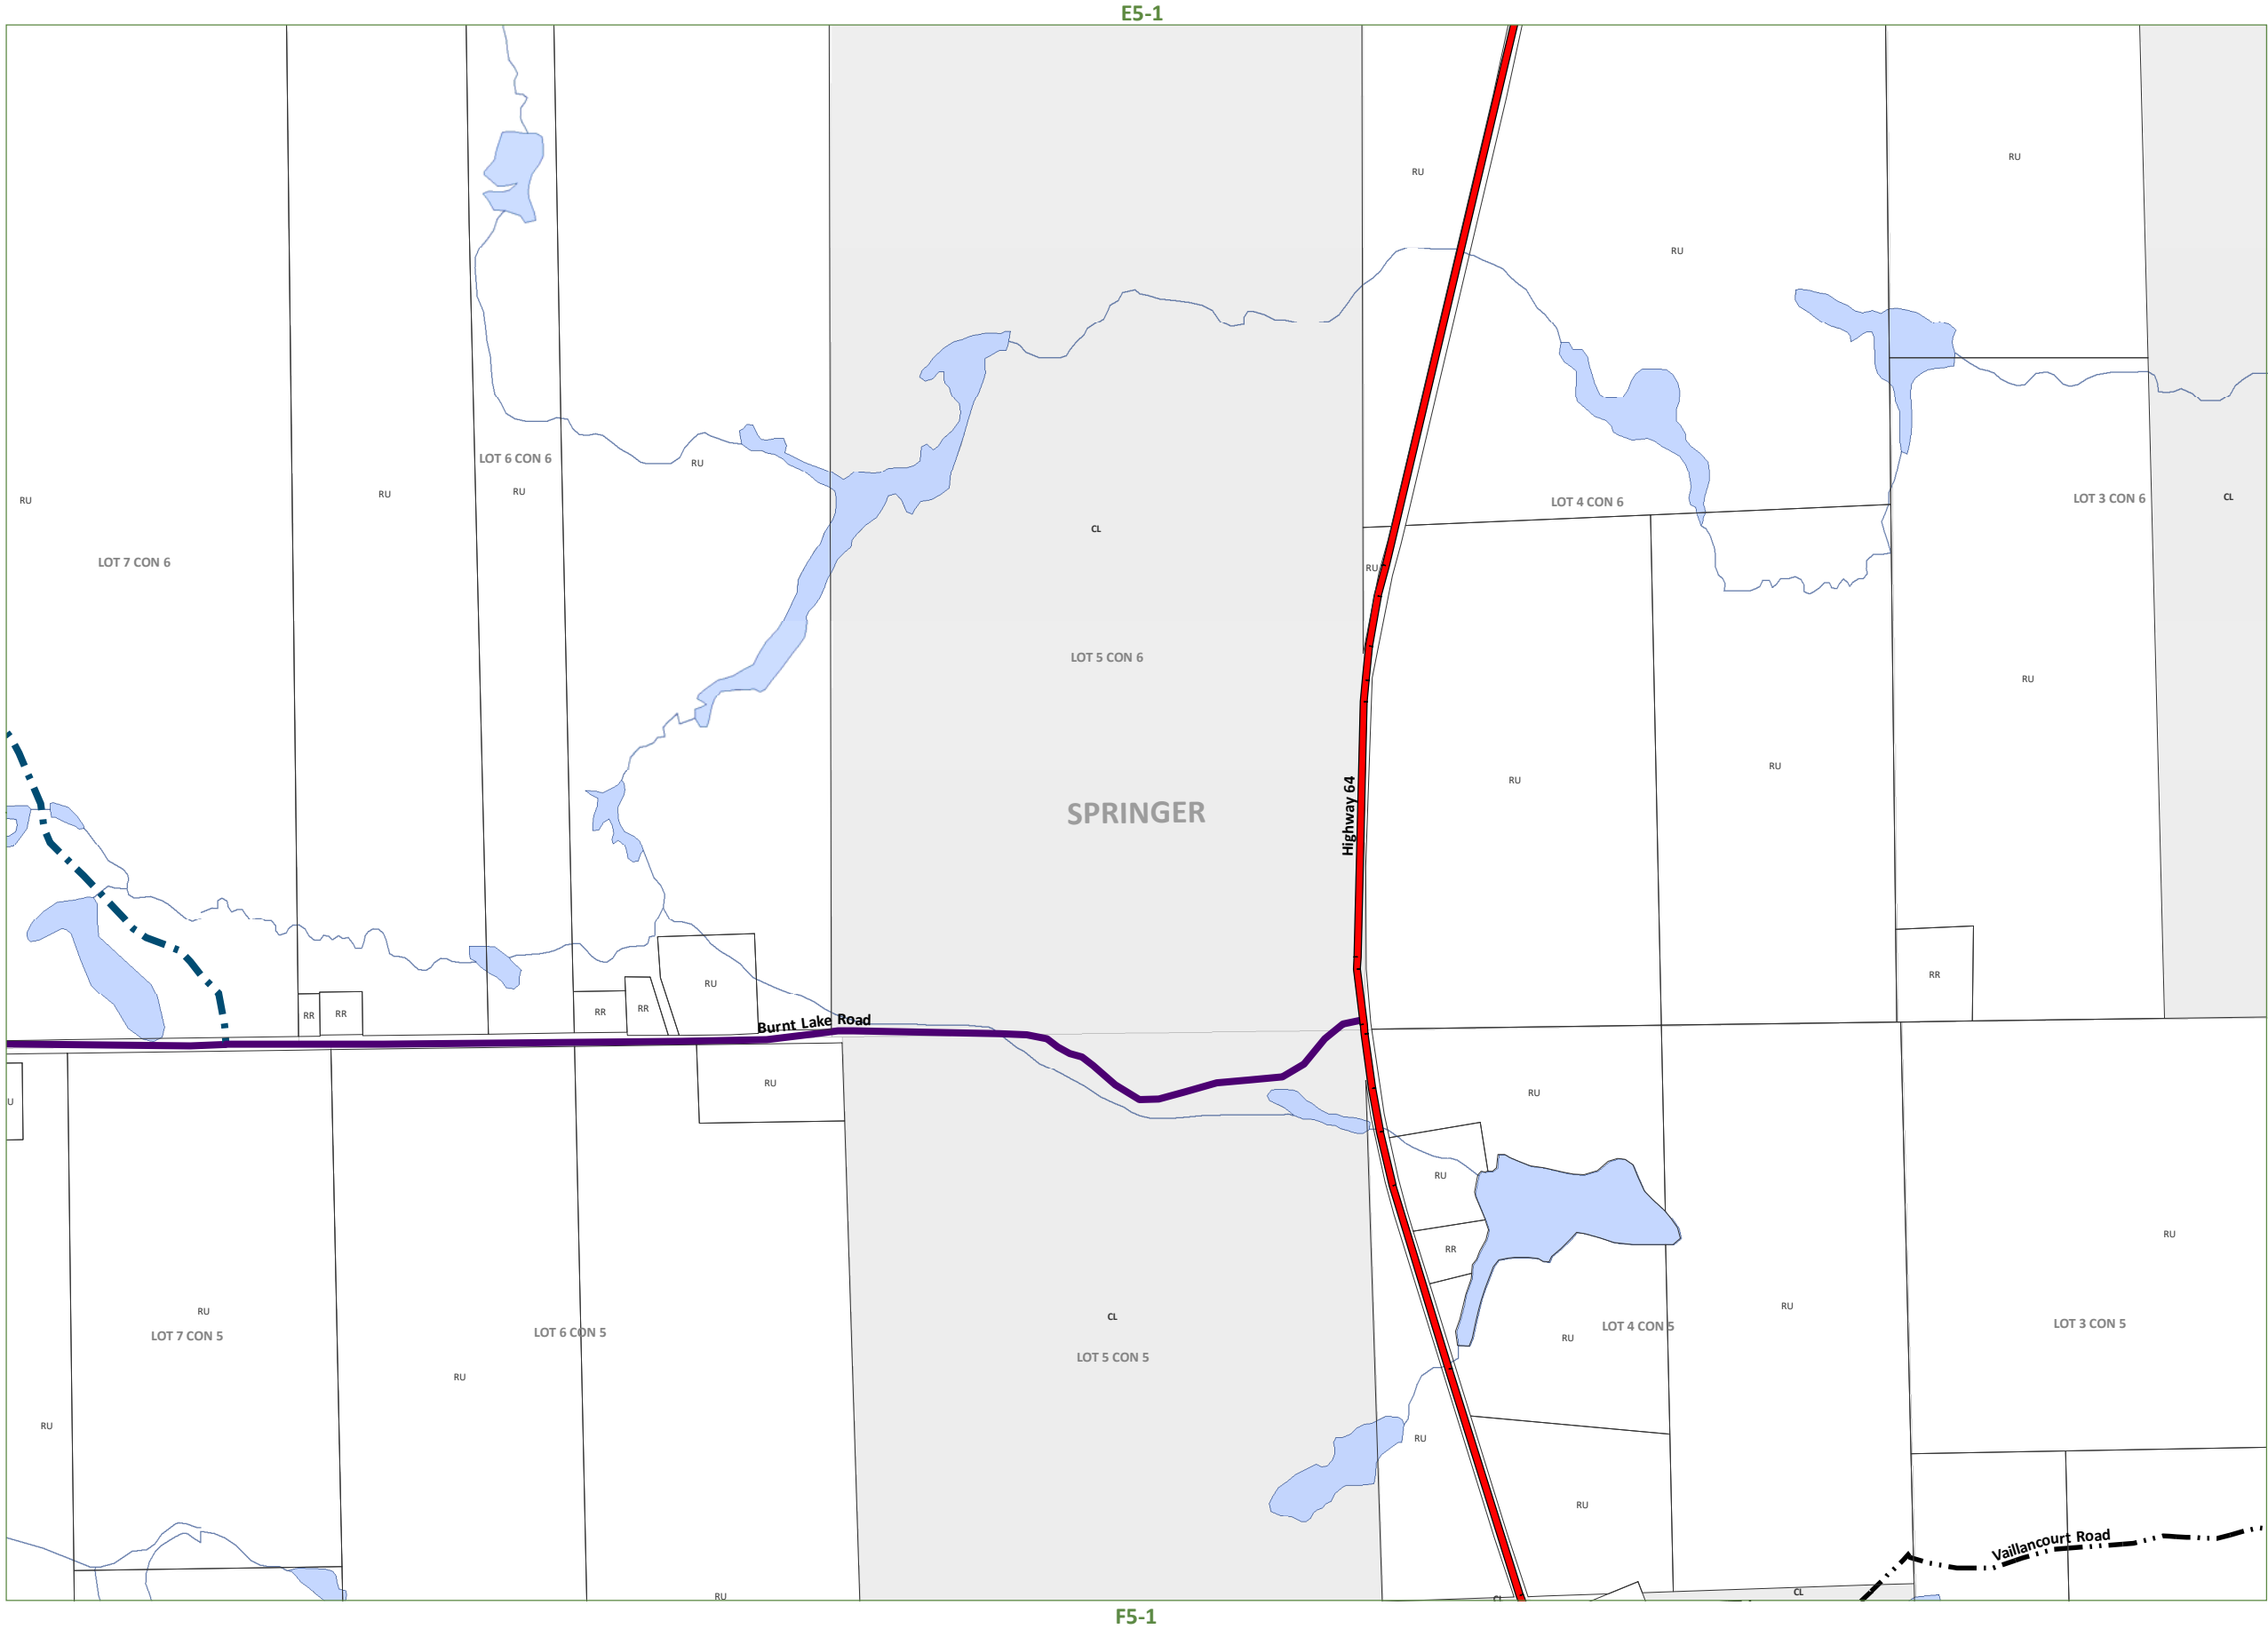 E5-1
RU
RU
RU
LOT 6 CON 6
RU
RU
RU
RU
RU
LOT 4 CON 6
LOT 3 CON 6
CL
CL
LOT 7 CON 6
RU
LOT 5 CON 6
RU
RU
RU
Highway 64
SPRINGER
RR
RU
RR
RR
RR
RR
Burnt Lake Road
RU
RU
U
RU
RU
RR
RU
LOT 7 CON 5
LOT 6 CON 5
CL
RU
LOT 4 CON 5
RU
LOT 3 CON 5
LOT 5 CON 5
RU
RU
RU
RU
Vaillancourt Road
RU
CL
CL
F5-1